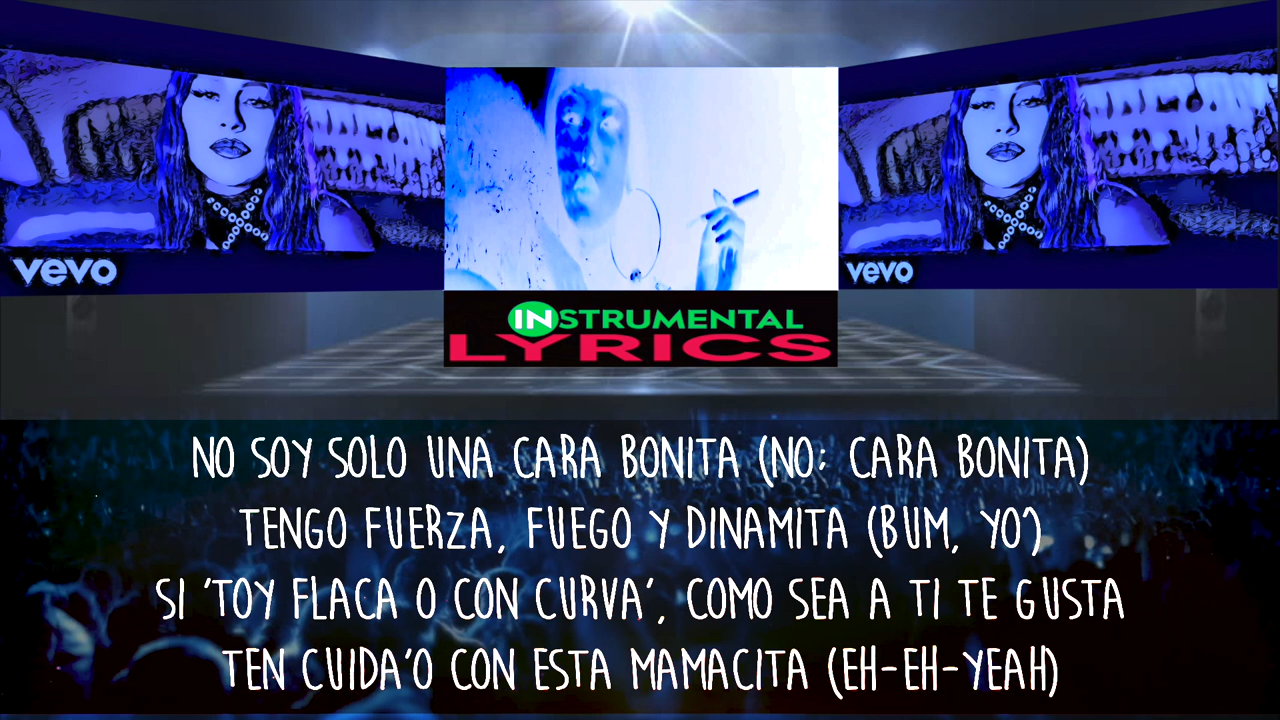 vevo
vevo
INSTRUMENTAL
LYRICS
NO SOY SOLO UNA CARA BONITA (NO; CARA BONITA)
TENGO FUERZA, FUEGO Y DINAMITA (BUM, YO')
SI 'TOY FLACA O CON CURVA', COMO SEA A TI TE GUSTA
TEN CUIDA'O CON ESTA MAMACITA (EH-EH-YEAH)